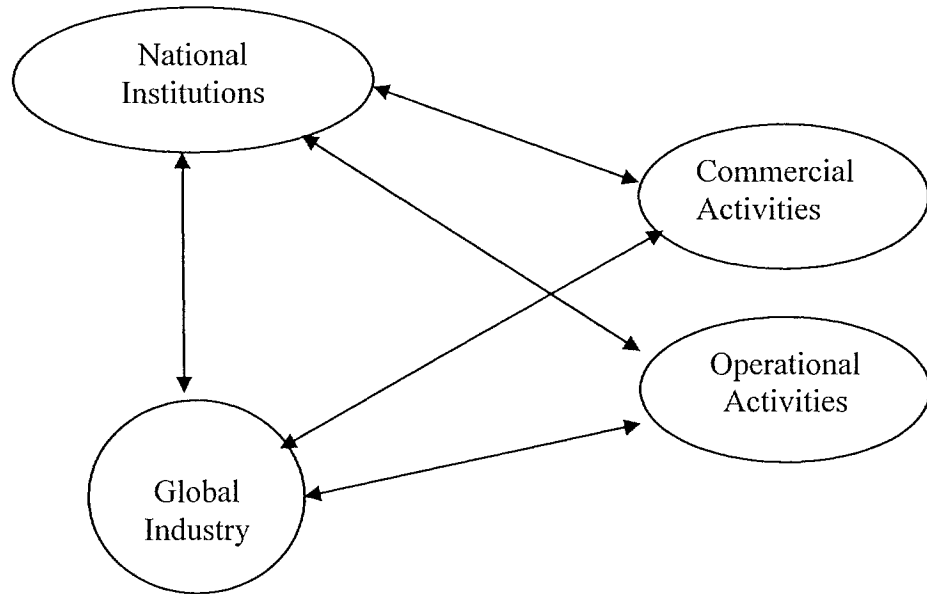 National
Institutions
Commercial
Activities
Operational
Activities
Global
Industry